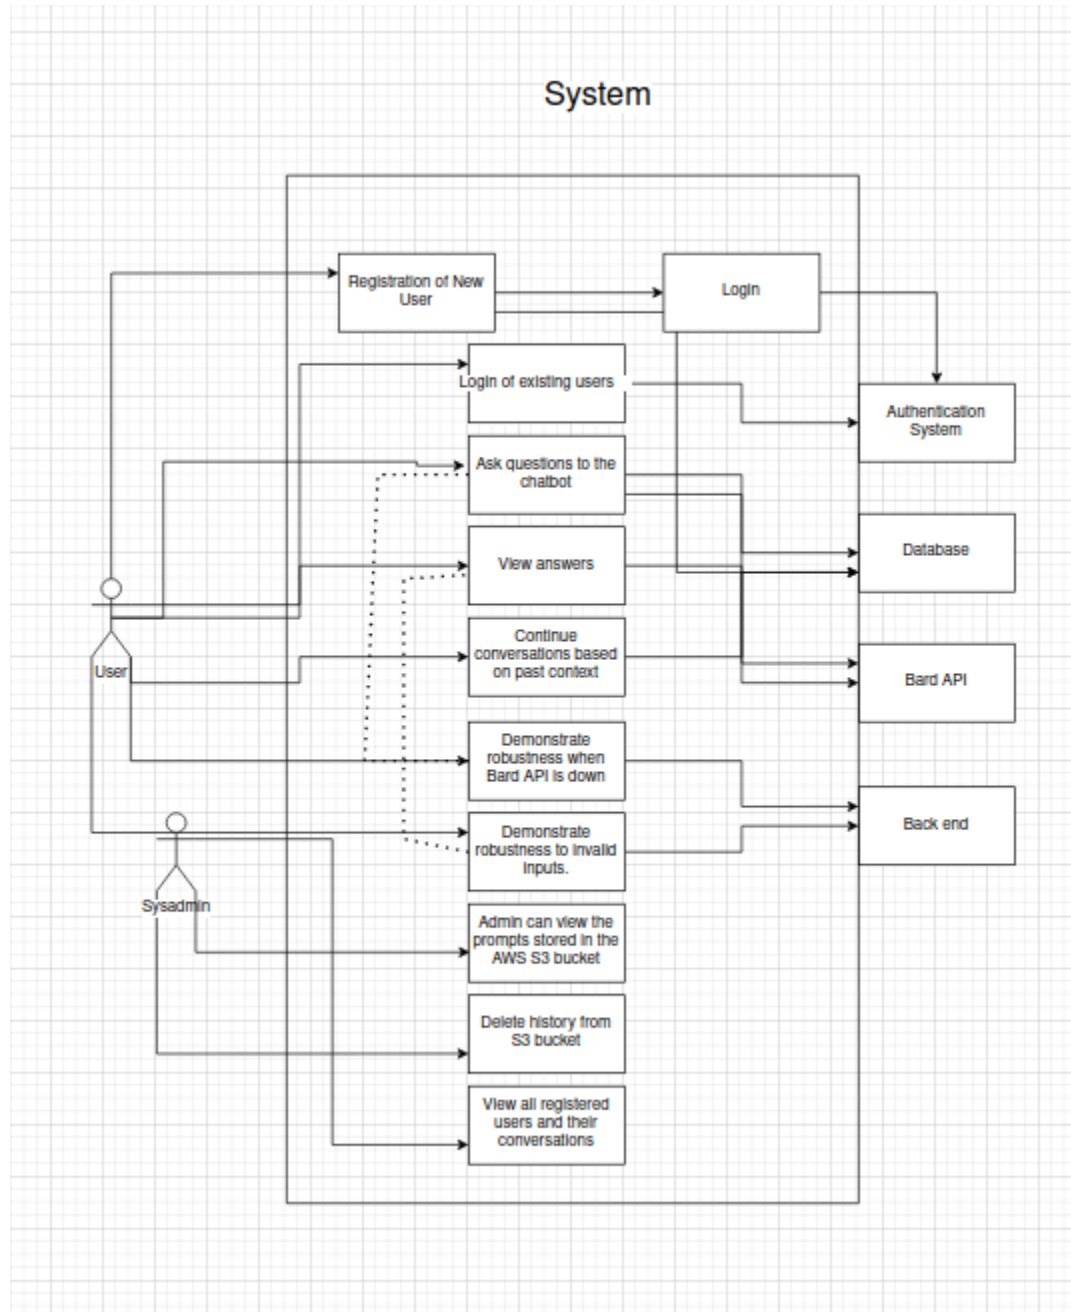 System
Registration of New
User
Login
Login of existing users
Authentication
System
Ask questions to the
chatbot
Database
View answers
Continue
conversations based
on past context
User
Bard API
Demonstrate
robustness when
Bard API is down
Back end
Demonstrate
robustness to invalid
inputs.
Sysadmin
Admin can view the
prompts stored in the
AWS S3 bucket
Delete history from
S3 bucket
View all registered
users and their
conversations